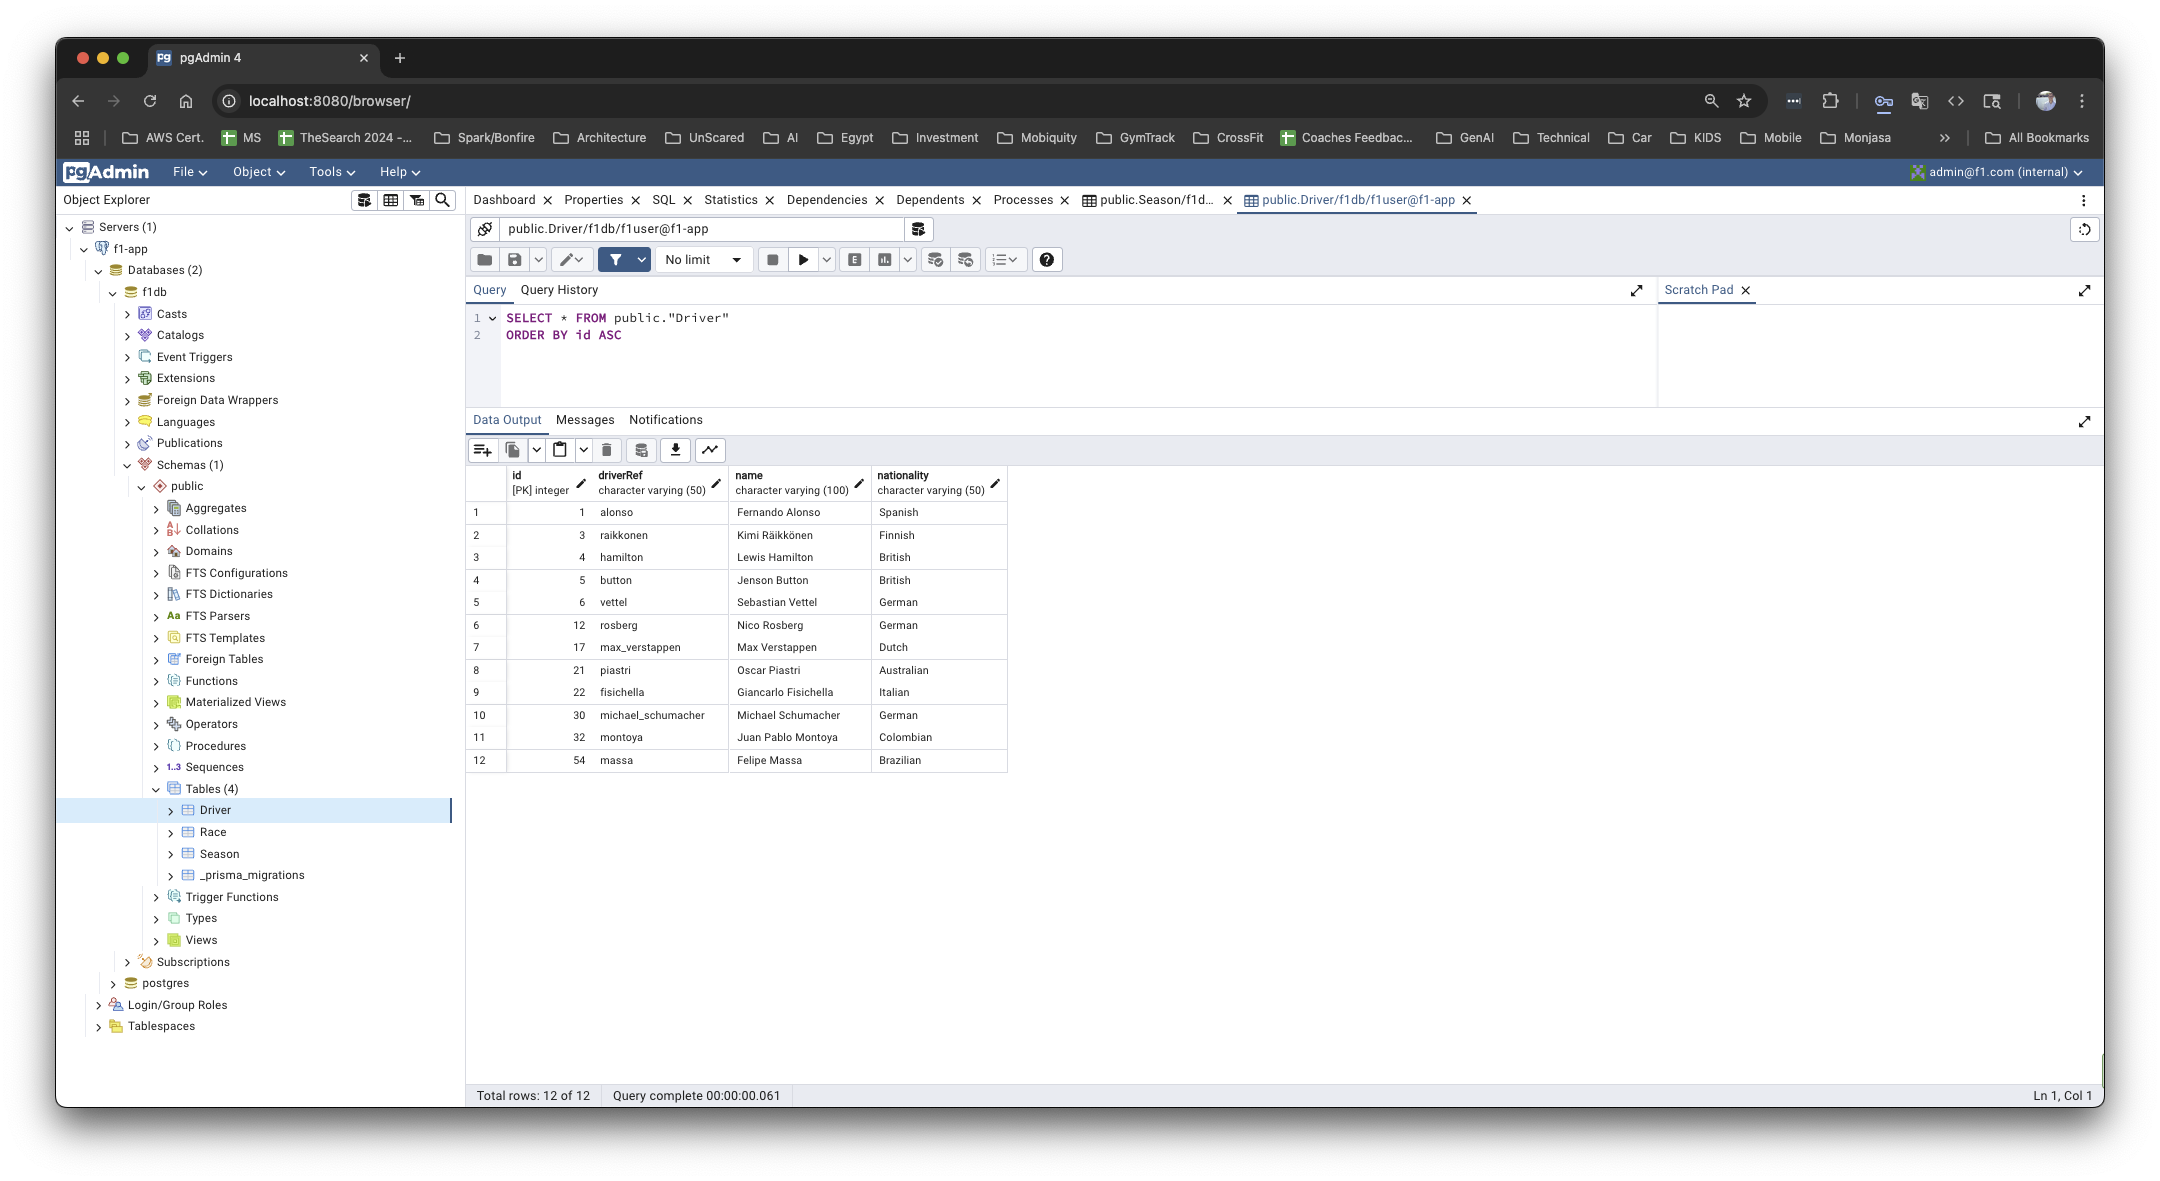 pgAdmin 4
localhost:8080/browser/
AWS Cert. MS TheSearch 2024 -... Spark/Bonfire Architecture UnScared AI Egypt Investment Mobiquity GymTrack CrossFit Coaches Feedbac... GenAI Technical Car KIDS Mobile Monjasa All Bookmarks
pgAdmin File Object Tools Help admin@f1.com (internal)
Object Explorer
Servers (1)
f1-app
Databases (2)
f1db
Casts
Catalogs
Event Triggers
Extensions
Foreign Data Wrappers
Languages
Publications
Schemas (1)
public
Aggregates
Collations
Domains
FTS Configurations
FTS Dictionaries
FTS Parsers
FTS Templates
Foreign Tables
Functions
Materialized Views
Operators
Procedures
1..3 Sequences
Tables (4)
Driver
Race
Season
_prisma_migrations
Trigger Functions
Types
Views
Subscriptions
postgres
Login/Group Roles
Tablespaces
Dashboard Properties SQL Statistics Dependencies Dependents Processes public.Season/f1d... public.Driver/f1db/f1user@f1-app
public.Driver/f1db/f1user@f1-app
No limit
Query Query History
Scratch Pad
1 SELECT * FROM public."Driver"
2 ORDER BY id ASC
Data Output Messages Notifications
id driverRef name nationality
[PK] integer character varying (50) character varying (100) character varying (50)
1 1 alonso Fernando Alonso Spanish
2 3 raikkonen Kimi Räikkönen Finnish
3 4 hamilton Lewis Hamilton British
4 5 button Jenson Button British
5 6 vettel Sebastian Vettel German
6 12 rosberg Nico Rosberg German
7 17 max_verstappen Max Verstappen Dutch
8 21 piastri Oscar Piastri Australian
9 22 fisichella Giancarlo Fisichella Italian
10 30 michael_schumacher Michael Schumacher German
11 32 montoya Juan Pablo Montoya Colombian
12 54 massa Felipe Massa Brazilian
Total rows: 12 of 12 Query complete 00:00:00.061
Ln 1, Col 1